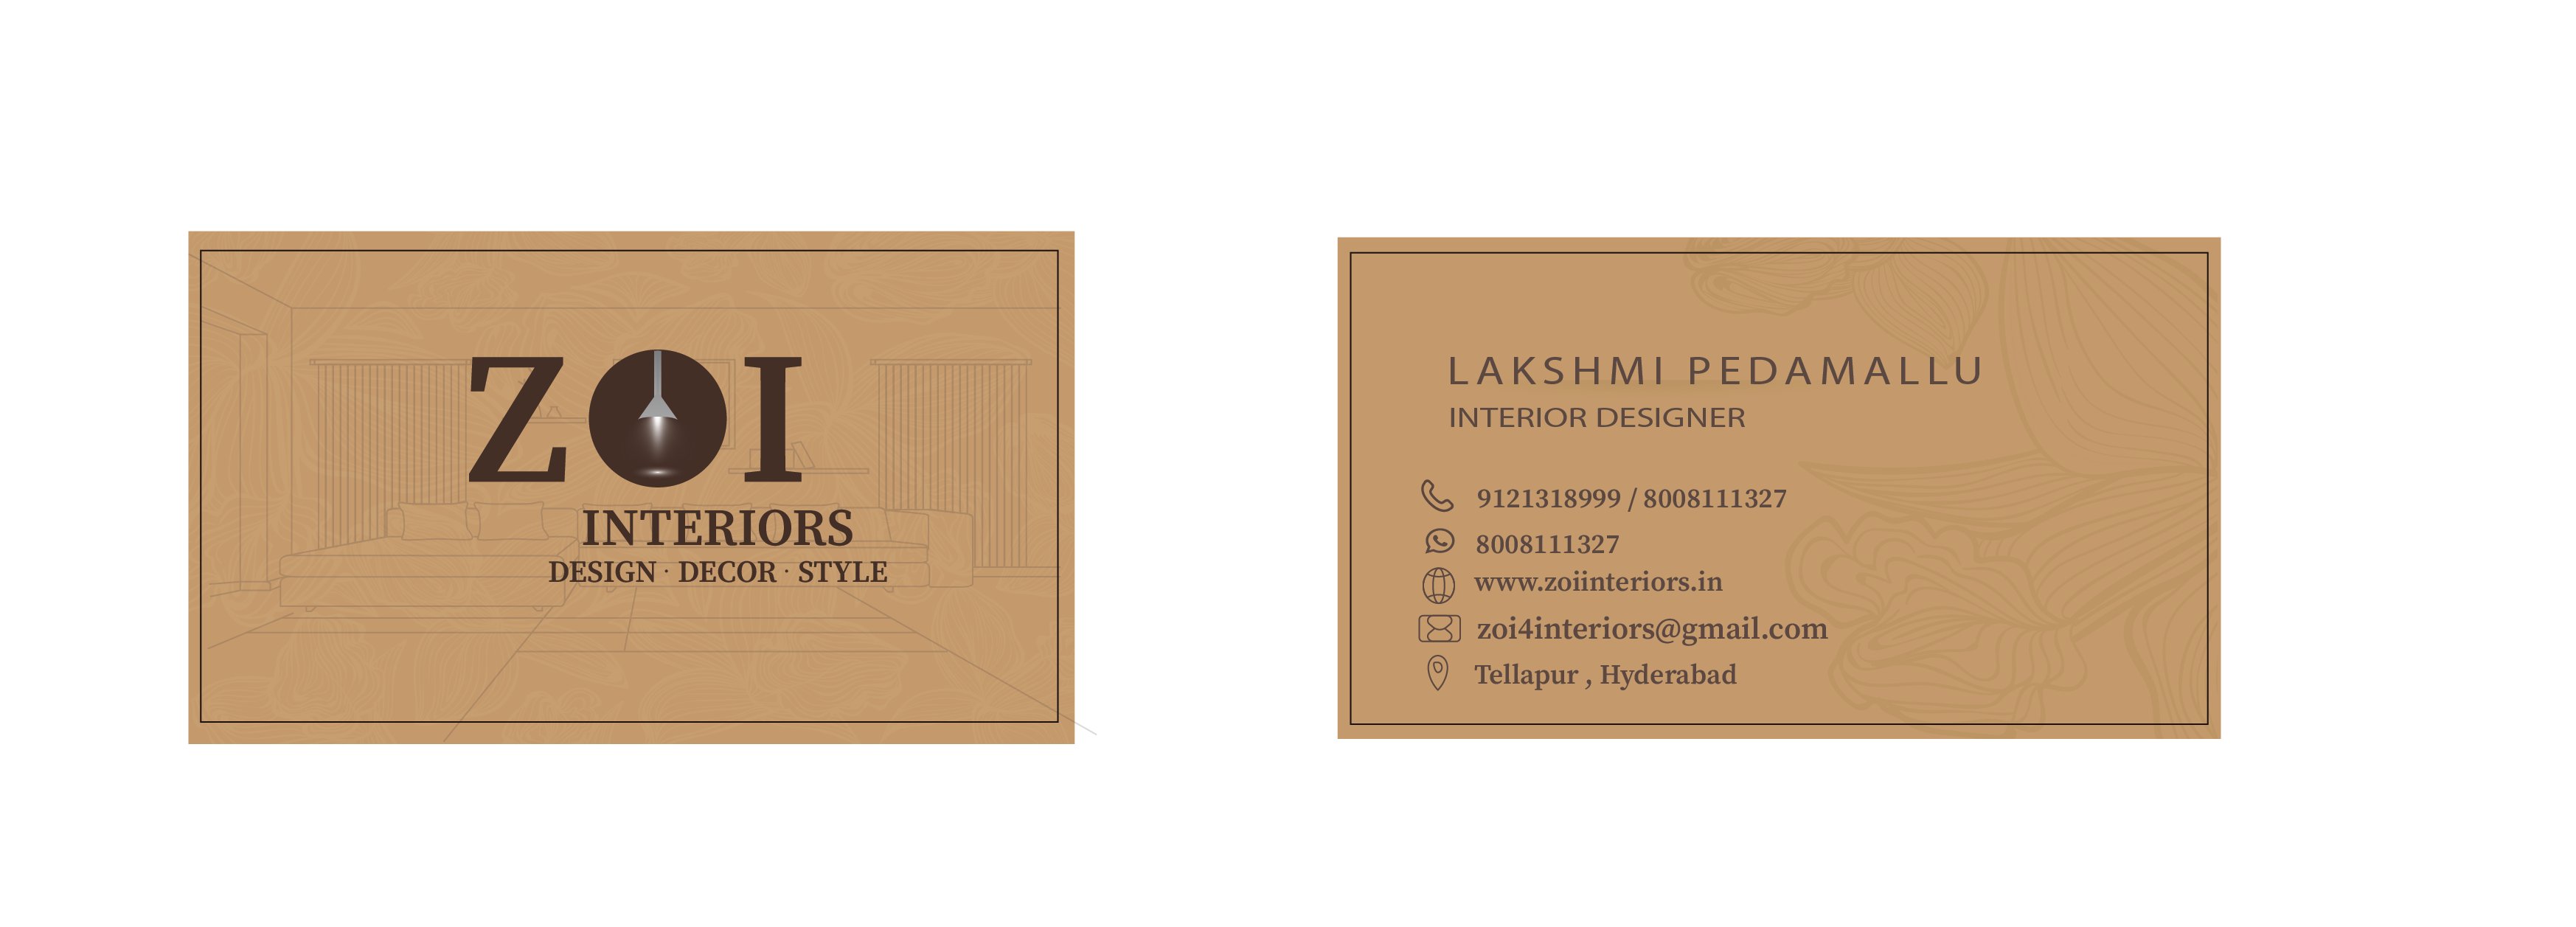 ZOI
INTERIORS
DESIGN · DECOR · STYLE
LAKSHMI PEDAMALLU
INTERIOR DESIGNER
9121318999 / 8008111327
8008111327
www.zoiinteriors.in
zoi4interiors@gmail.com
Tellapur , Hyderabad